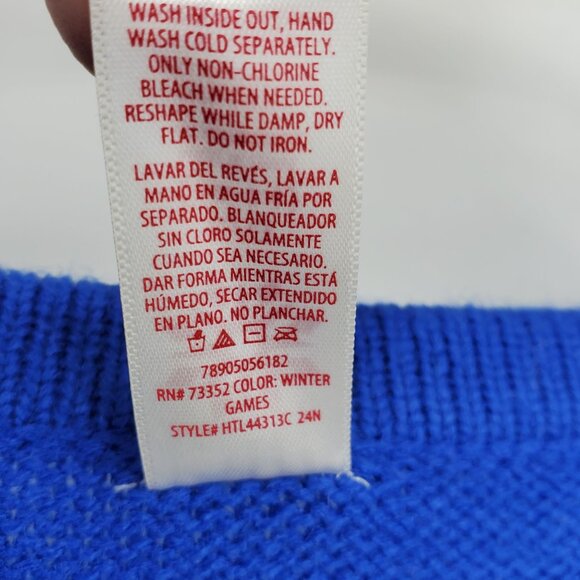 WASH INSIDE OUT, HAND
WASH COLD SEPARATELY.
ONLY NON-CHLORINE
BLEACH WHEN NEEDED.
RESHAPE WHILE DAMP, DRY
FLAT. DO NOT IRON.
LAVAR DEL REVÉS, LAVAR A
MANO EN AGUA FRÍA POR
SEPARADO. BLANQUEADOR
SIN CLORO SOLAMENTE
CUANDO SEA NECESARIO.
DAR FORMA MIENTRAS ESTÁ
HÚMEDO, SECAR EXTENDIDO
EN PLANO. NO PLANCHAR.
78905056182
RN# 73352 COLOR: WINTER
GAMES
STYLE# HTL44313C 24N